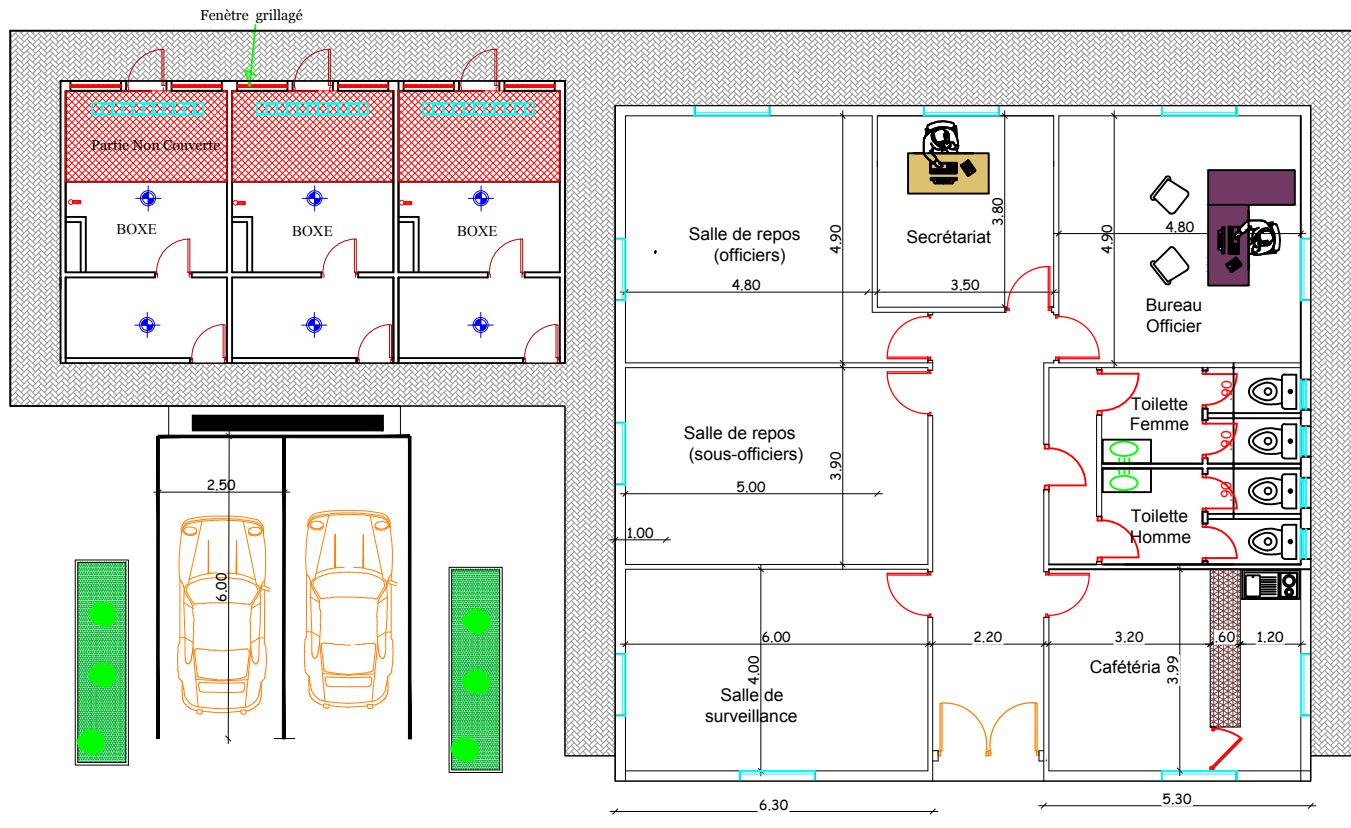 Fenètre grillagé
Partie Non Couverte
BOXE
BOXE
BOXE
Salle de repos
(officiers)
4.80
4.90
Secrétariat
3.80
3.50
4.80
4.90
Bureau
Officier
Salle de repos
(sous-officiers)
5.00
3.90
1.00
Toilette
Femme
.90
.90
Toilette
Homme
.90
2.50
6.00
6.00
4.00
Salle de
surveillance
2.20
3.20
.60
1.20
Cafétéria
3.99
6.30
5.30